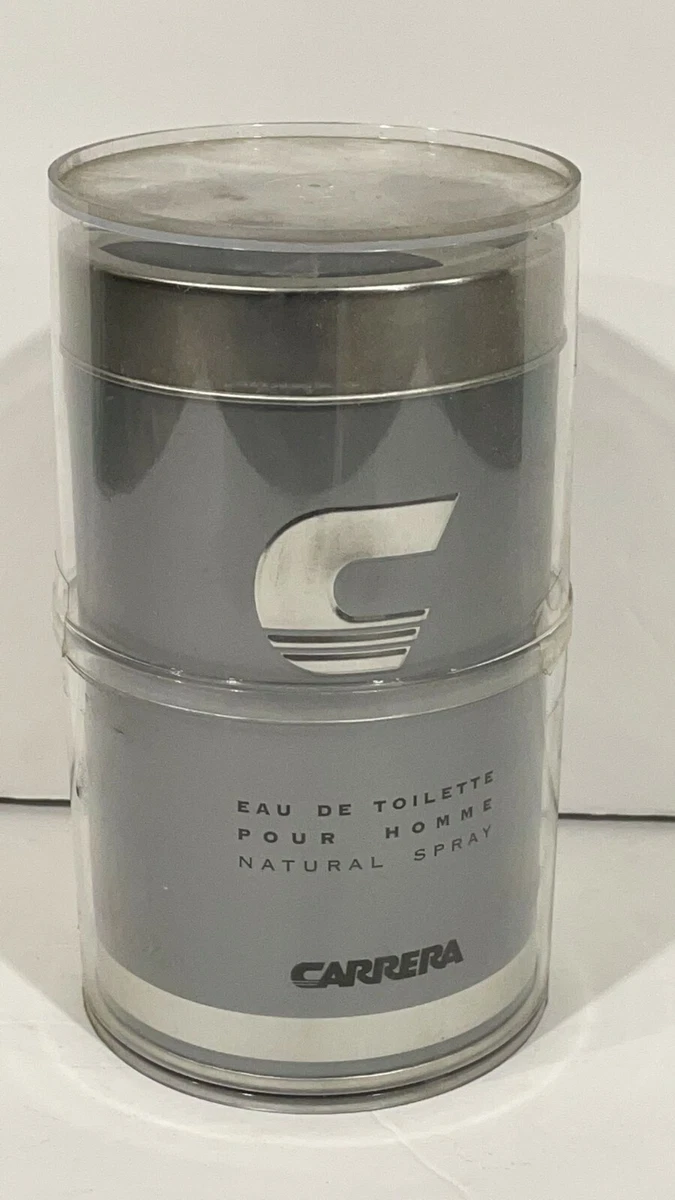 C
EAU DE TOILETTE
POUR HOMME
NATURAL SPRAY
CARRERA